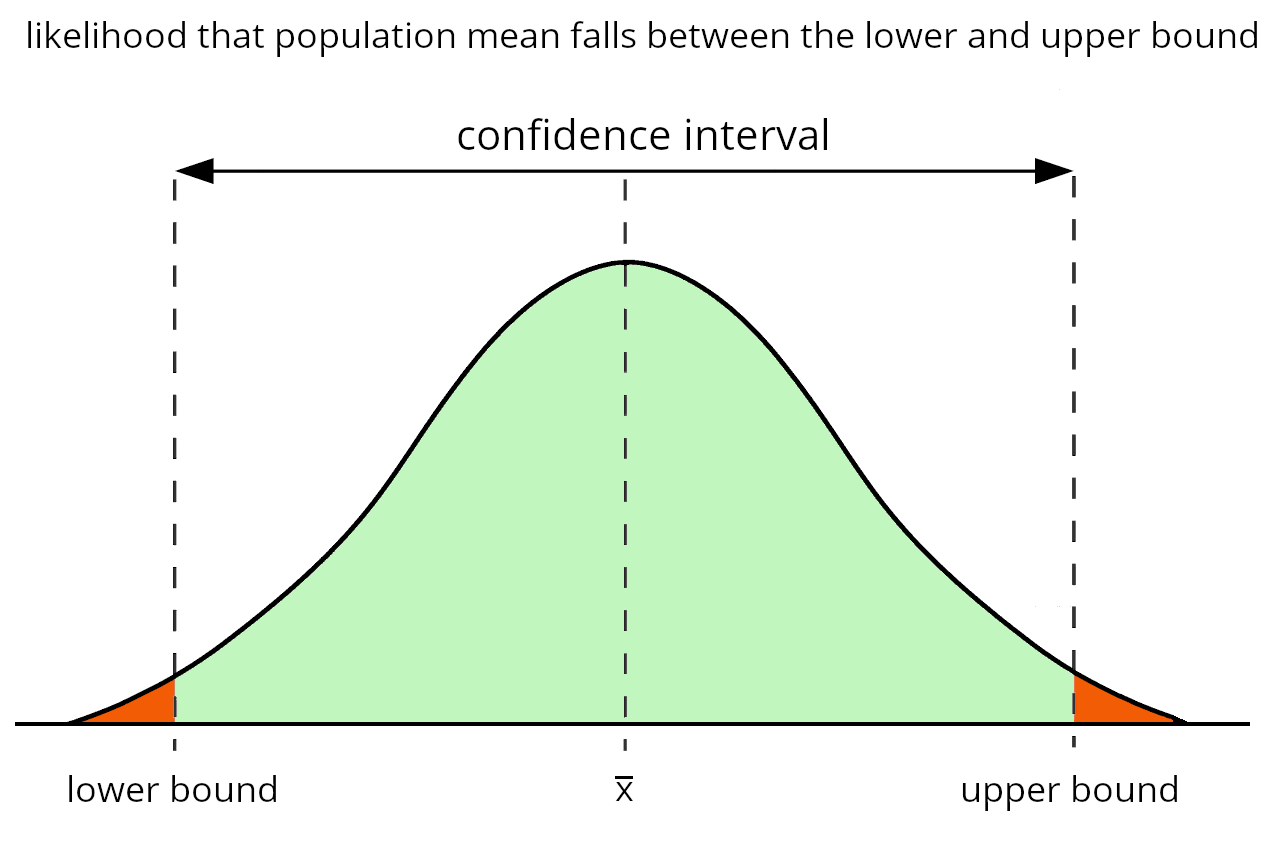 likelihood that population mean falls between the lower and upper bound
confidence interval
lower bound
x̅
upper bound